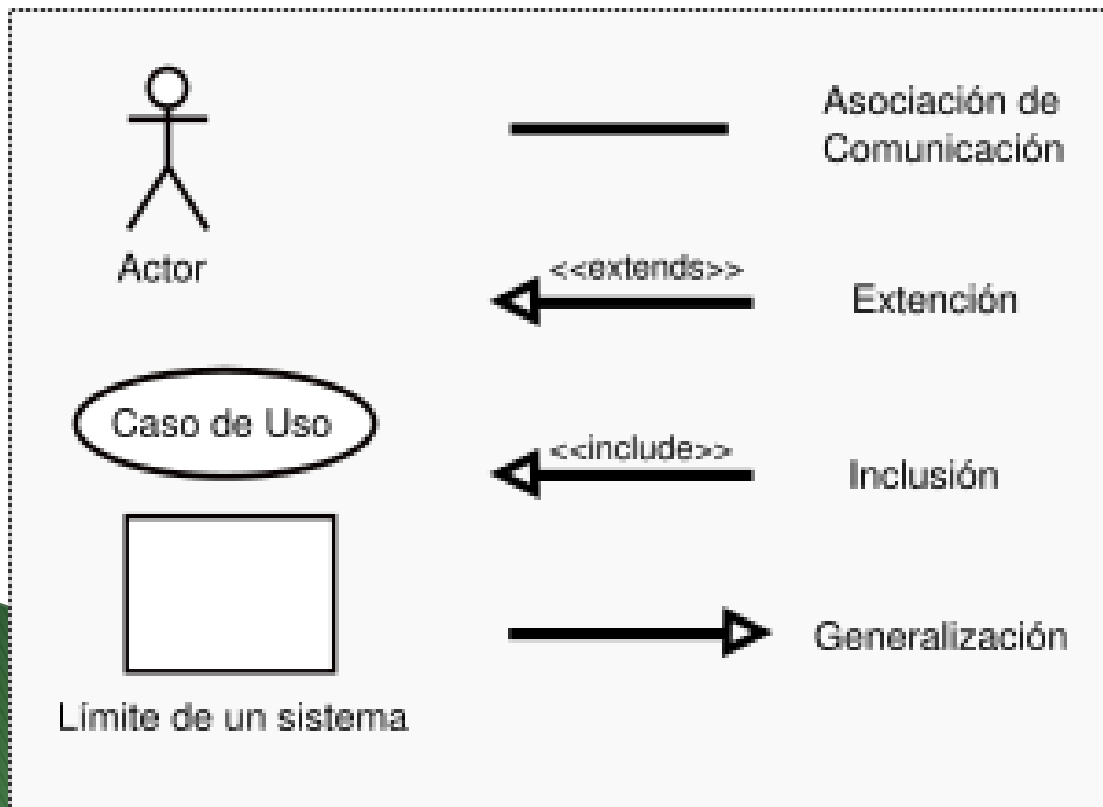 Actor
Asociación de
Comunicación
<<extends>>
Extención
Caso de Uso
<<include>>
Inclusión
Generalización
Límite de un sistema